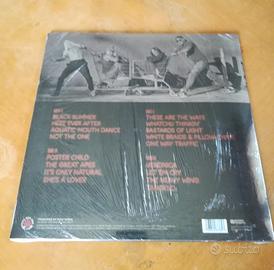 BLACK SUMMER
HERE EVER AFTER
AQUATIC MOUTH DANCE
NOT THE ONE
POSTER CHILD
THE GREAT APES
IT'S ONLY NATURAL
SHE'S A LOVER
THESE ARE THE WAYS
WHATCHU THINKIN'
BASTARDS OF LIGHT
WHITE BRAIDS & PILLOW CHAIR
ONE WAY TRAFFIC
VERONICA
LET 'EM CRY
THE HEAVY WING
TANGELO
subito